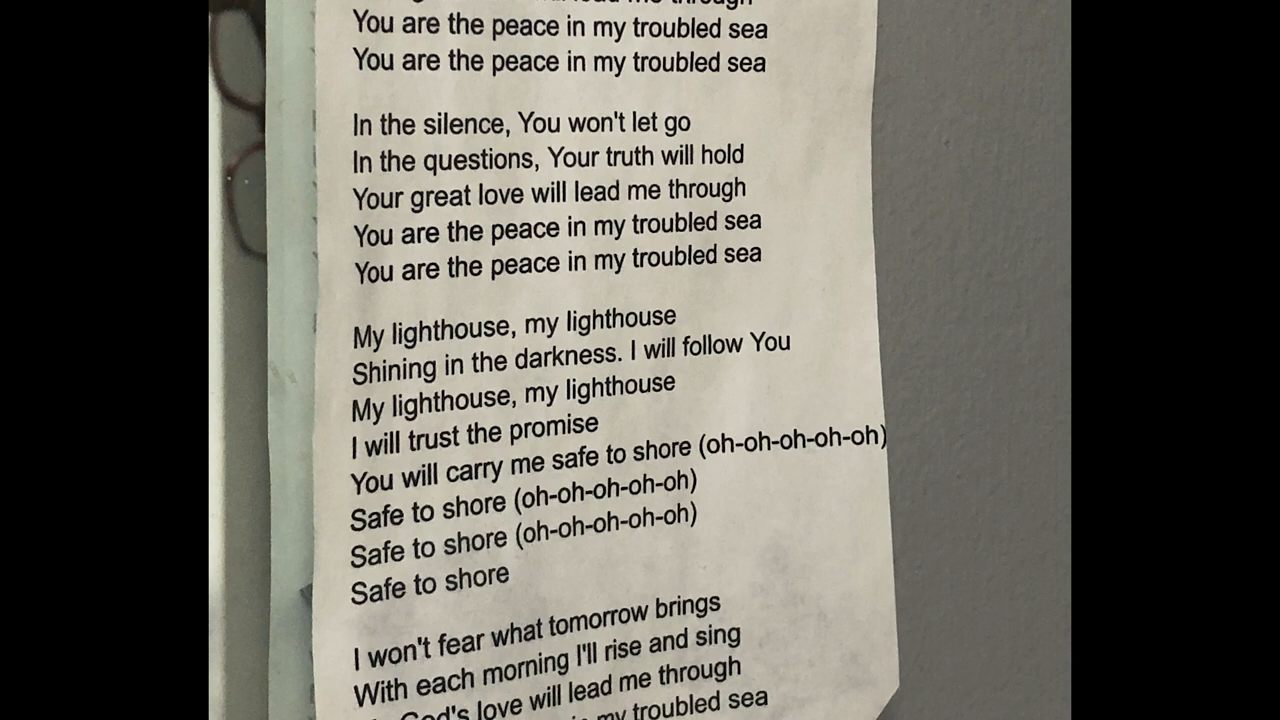 lead me through
You are the peace in my troubled sea
You are the peace in my troubled sea
In the silence, You won't let go
In the questions, Your truth will hold
Your great love will lead me through
You are the peace in my troubled sea
You are the peace in my troubled sea
My lighthouse, my lighthouse
Shining in the darkness. I will follow You
My lighthouse, my lighthouse
I will trust the promise
You will carry me safe to shore (oh-oh-oh-oh-oh)
Safe to shore (oh-oh-oh-oh-oh)
Safe to shore (oh-oh-oh-oh-oh)
Safe to shore
I won't fear what tomorrow brings
With each morning I'll rise and sing
God's love will lead me through
my troubled sea